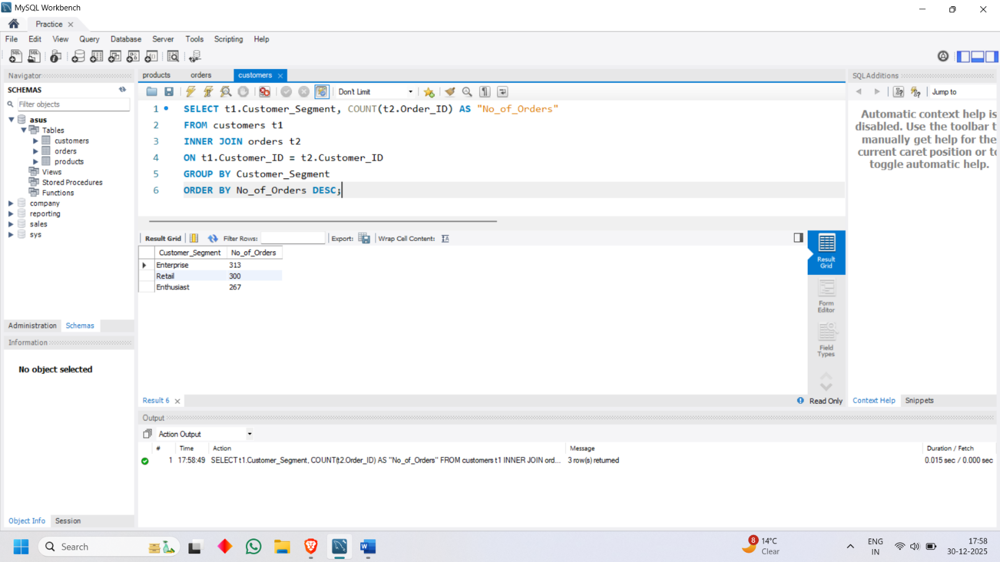 MySQL Workbench
Practice
File Edit View Query Database Server Tools Scripting Help
Navigator
SCHEMAS
Filter objects
asus
Tables
customers
orders
products
Views
Stored Procedures
Functions
company
reporting
sales
sys
Administration Schemas
Information
No object selected
Object Info Session
products orders customers
Don't Limit
1 SELECT t1.Customer_Segment, COUNT(t2.Order_ID) AS "No_of_Orders"
2 FROM customers t1
3 INNER JOIN orders t2
4 ON t1.Customer_ID = t2.Customer_ID
5 GROUP BY Customer_Segment
6 ORDER BY No_of_Orders DESC;
Result Grid Filter Rows: Export: Wrap Cell Content:
Customer_Segment No_of_Orders
Enterprise 313
Retail 300
Enthusiast 267
Result Grid
Form Editor
Field Types
Result 6
Read Only
SQLAdditions
Jump to
Automatic context help is
disabled. Use the toolbar t
manually get help for the
current caret position or to
toggle automatic help.
Context Help Snippets
Output
Action Output
# Time Action Message Duration / Fetch
1 17:58:49 SELECT t1.Customer_Segment, COUNT(t2.Order_ID) AS "No_of_Orders" FROM customers t1 INNER JOIN ord... 3 row(s) returned 0.015 sec / 0.000 sec
Search
8
14°C
Clear
ENG
IN
17:58
30-12-2025